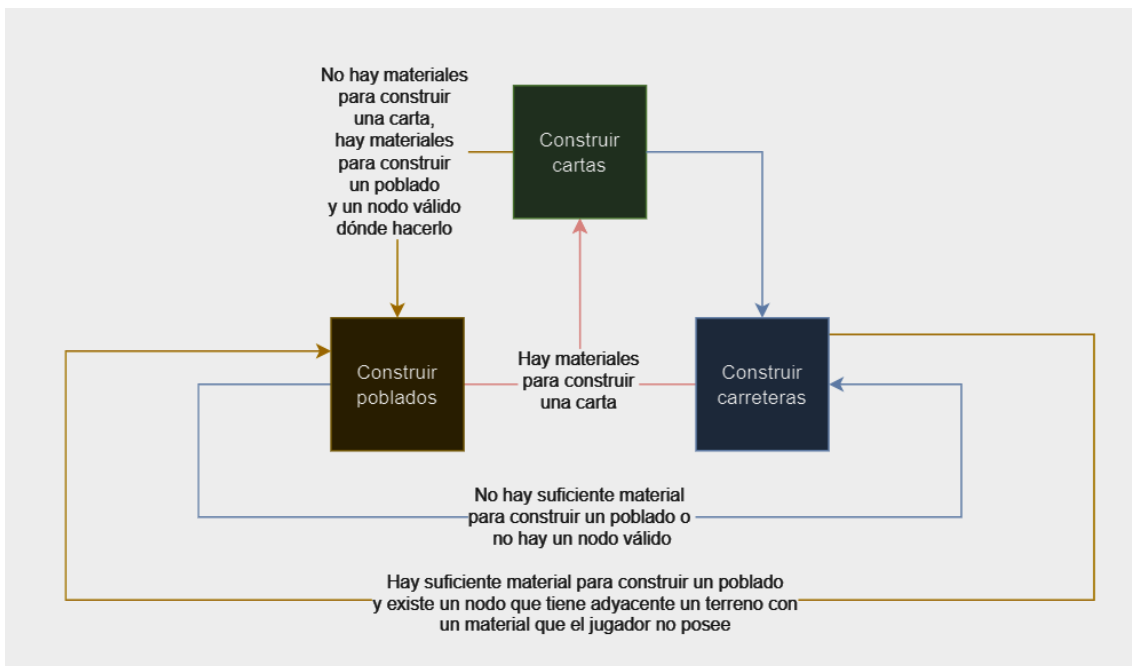 No hay materiales
para construir
una carta,
hay materiales
para construir
un poblado
y un nodo válido
dónde hacerlo
Construir
cartas
Construir
poblados
Hay materiales
para construir
una carta
Construir
carreteras
No hay suficiente material
para construir un poblado o
no hay un nodo válido
Hay suficiente material para construir un poblado
y existe un nodo que tiene adyacente un terreno con
un material que el jugador no posee